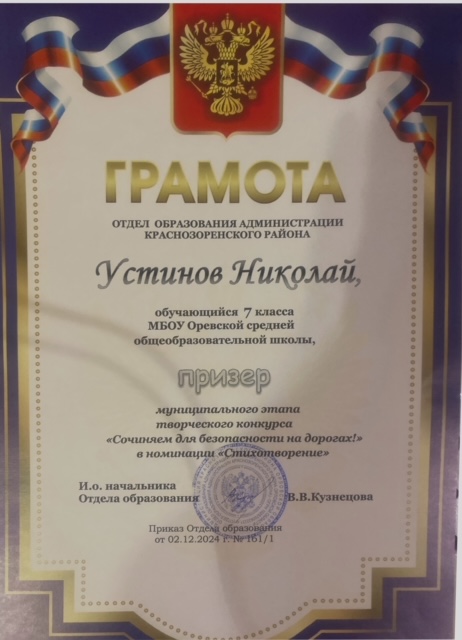 ГРАМОТА
ОТДЕЛ ОБРАЗОВАНИЯ АДМИНИСТРАЦИИ
КРАСНОЗОРЕНСКОГО РАЙОНА
Устинов Николай,
обучающийся 7 класса
МБОУ Оревской средней
общеобразовательной школы,
призер
муниципального этапа
творческого конкурса
«Сочиняем для безопасности на дорогах!»
в номинации «Стихотворение»
И.о. начальника
Отдела образования В.В.Кузнецова
Приказ Отдела образования
от 02.12.2024 г. № 161/1